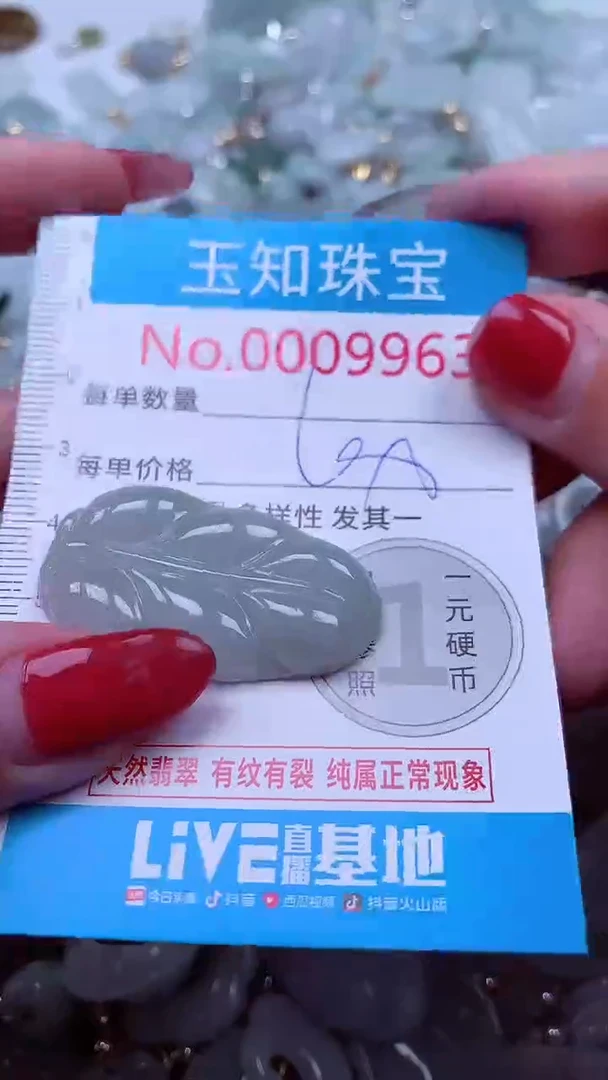 玉知珠宝
No.0009963
每单数量
3
每单价格
4
多样性 发其一
1
一元硬币
照
天然翡翠 有纹有裂 纯属正常现象
LIVE直播基地
今日头条 抖音 西瓜视频 抖音火山版